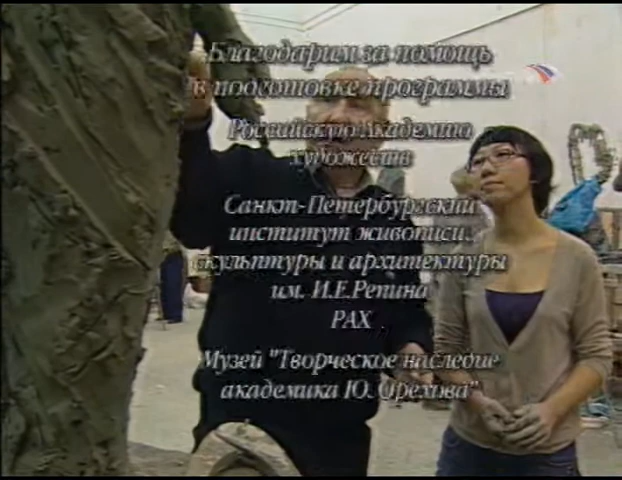 Благодарим за помощь
в подготовке программы
Российскую Академию
художеств
Санкт-Петербургский
институт живописи,
скульптуры и архитектуры
им. И.Е.Репина
РАХ
Музей "Творческое наследие
академика Ю. Орехова"